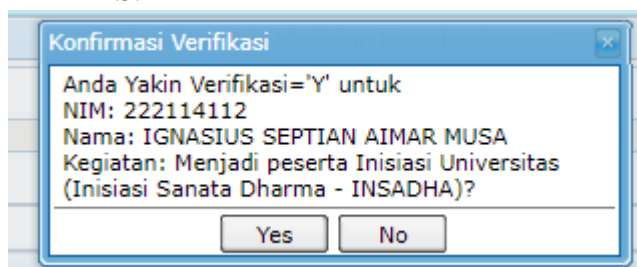 Konfirmasi Verifikasi
Anda Yakin Verifikasi='Y' untuk
NIM: 222114112
Nama: IGNASIUS SEPTIAN AIMAR MUSA
Kegiatan: Menjadi peserta Inisiasi Universitas
(Inisiasi Sanata Dharma - INSADHA)?
Yes No